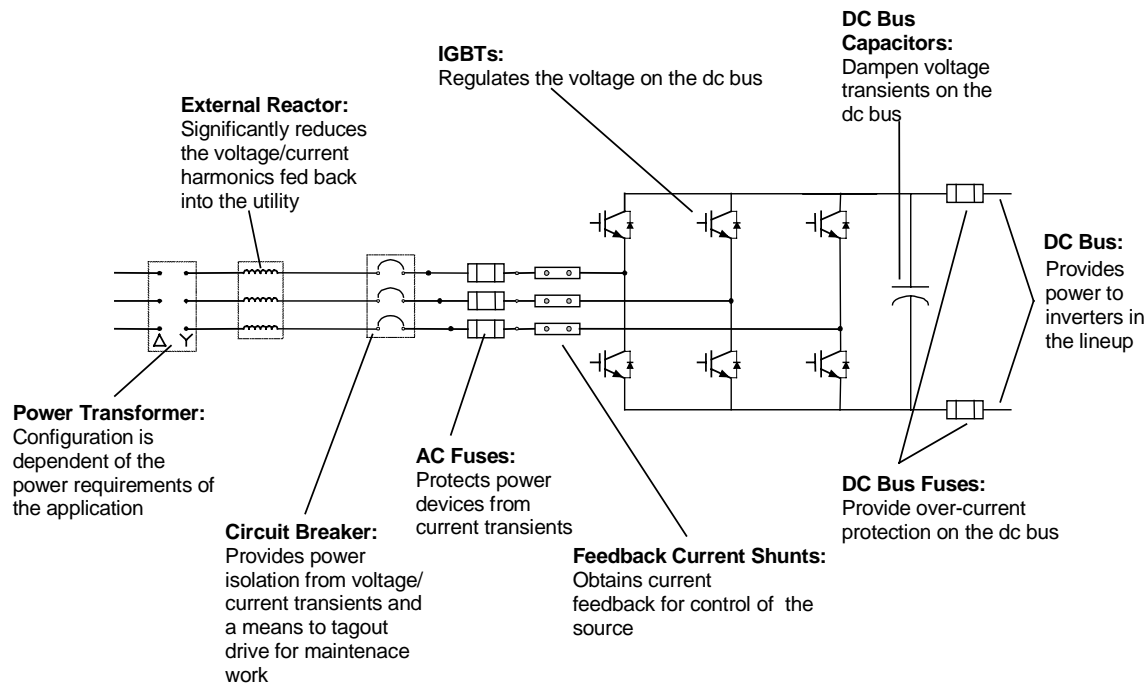 DC Bus
Capacitors:
Dampen voltage
transients on the
dc bus
IGBTs:
Regulates the voltage on the dc bus
External Reactor:
Significantly reduces
the voltage/current
harmonics fed back
into the utility
DC Bus:
Provides
power to
inverters in
the lineup
Power Transformer:
Configuration is
dependent of the
power requirements of
the application
AC Fuses:
Protects power
devices from
current transients
DC Bus Fuses:
Provide over-current
protection on the dc bus
Circuit Breaker:
Provides power
isolation from voltage/
current transients and
a means to tagout
drive for maintenace
work
Feedback Current Shunts:
Obtains current
feedback for control of  the
source